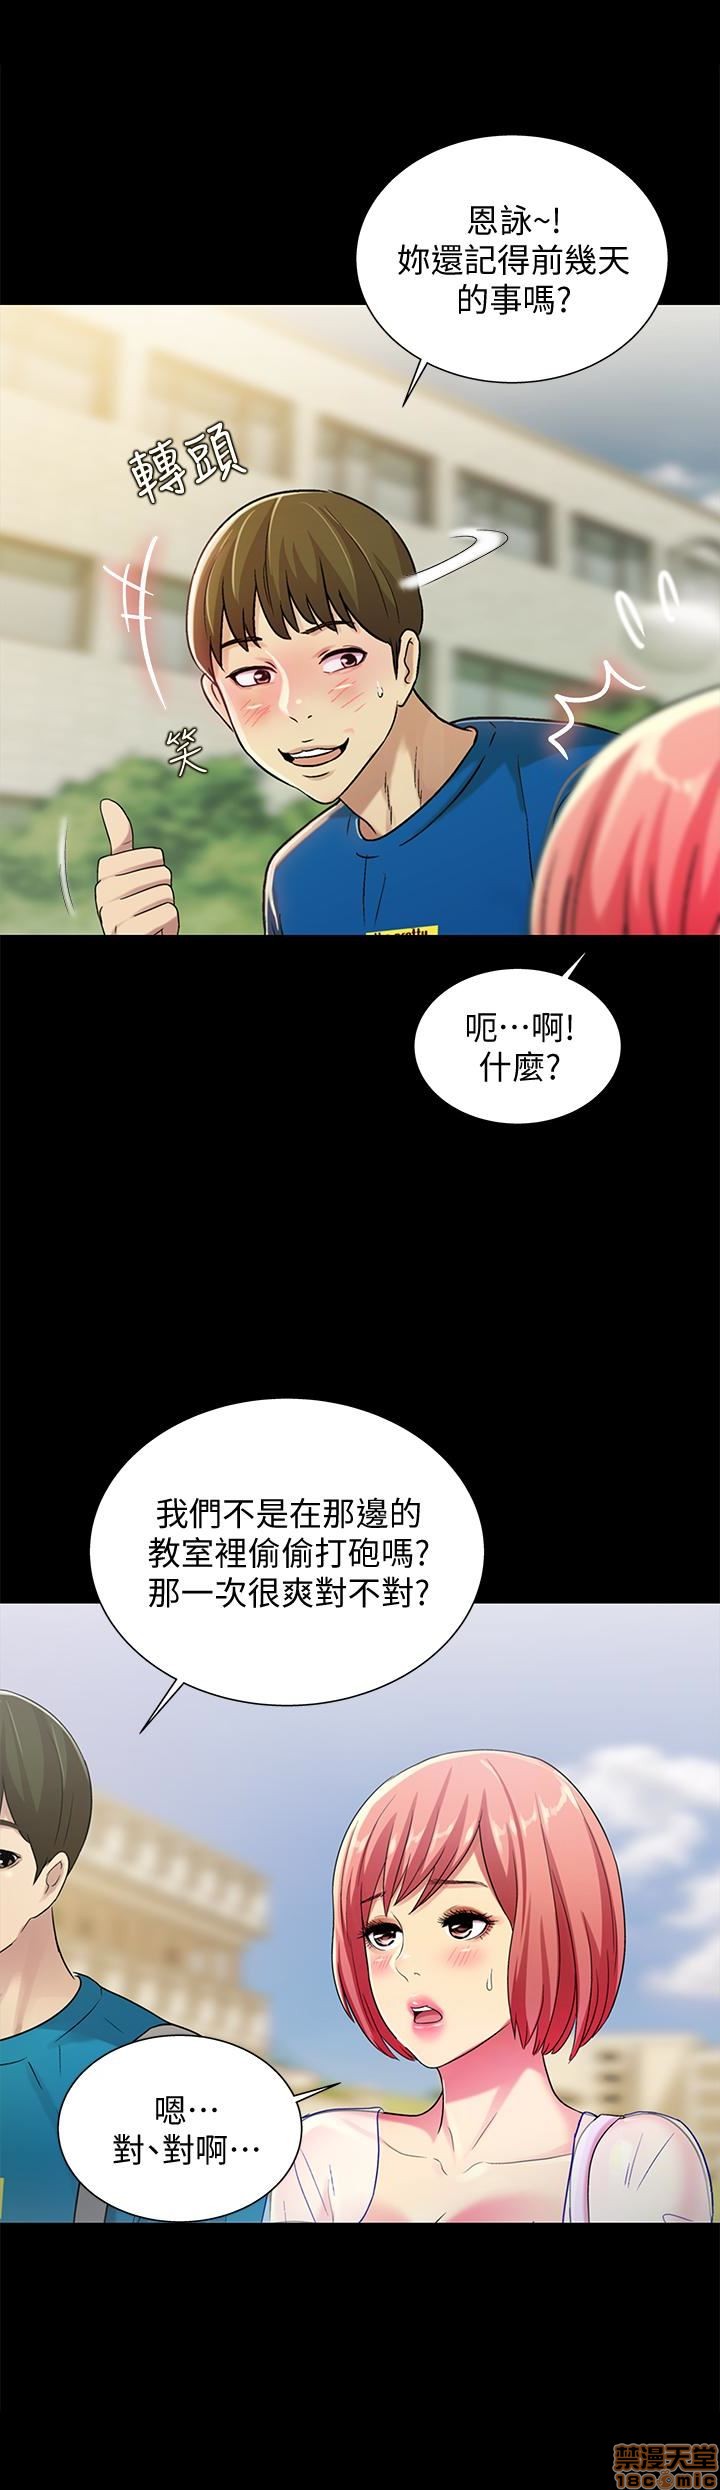 恩詠~!
妳還記得前幾天
的事嗎?
轉頭
笑
the pretty
呃…啊!
什麼?
我們不是在那邊的
教室裡偷偷打砲嗎?
那一次很爽對不對?
嗯…
對、對啊…
禁漫天堂
18comic